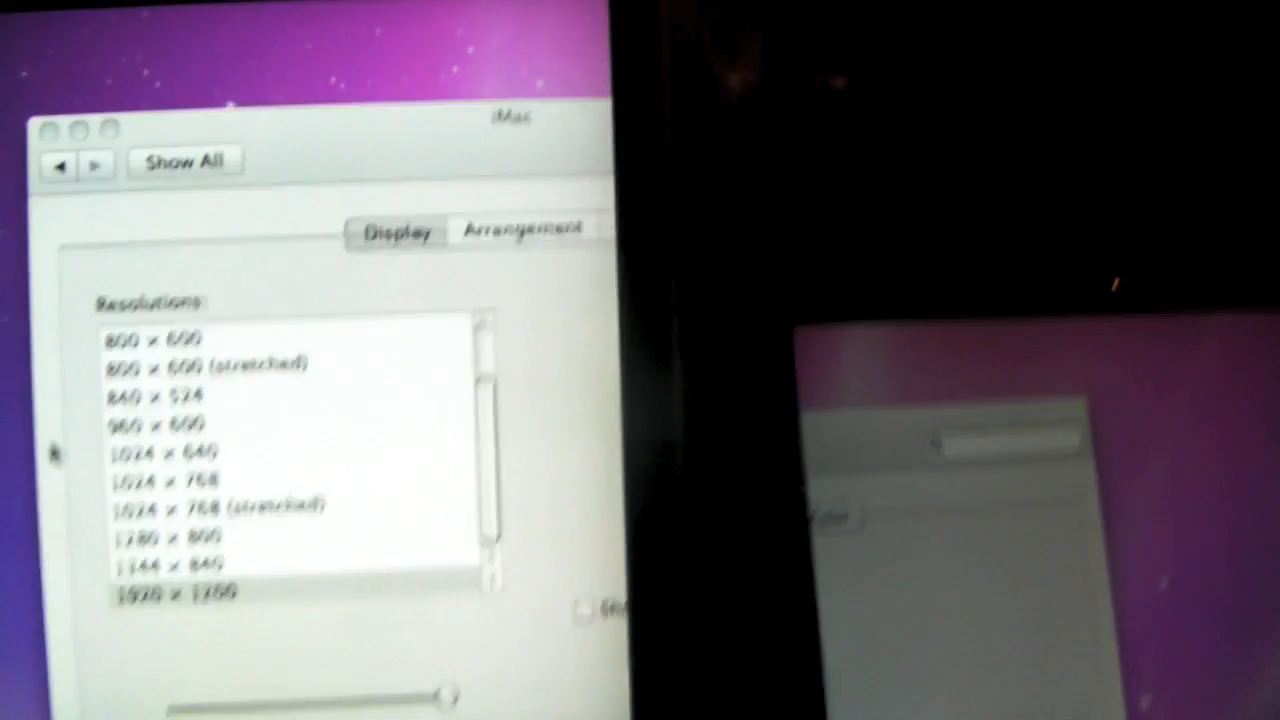 iMac
Show All
Display Arrangement
Resolutions:
800 × 600
800 × 600 (stretched)
840 × 524
960 × 600
1024 × 640
1024 × 768
1024 × 768 (stretched)
1280 × 800
1344 × 840
1920 × 1200
Color